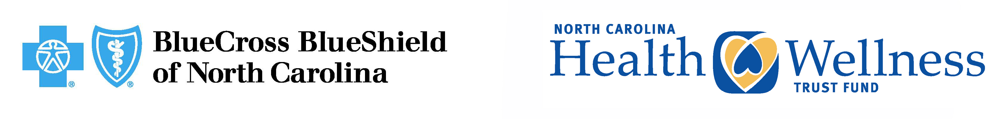 BlueCross BlueShield
of North Carolina
®
®
NORTH CAROLINA
Health Wellness
TRUST FUND